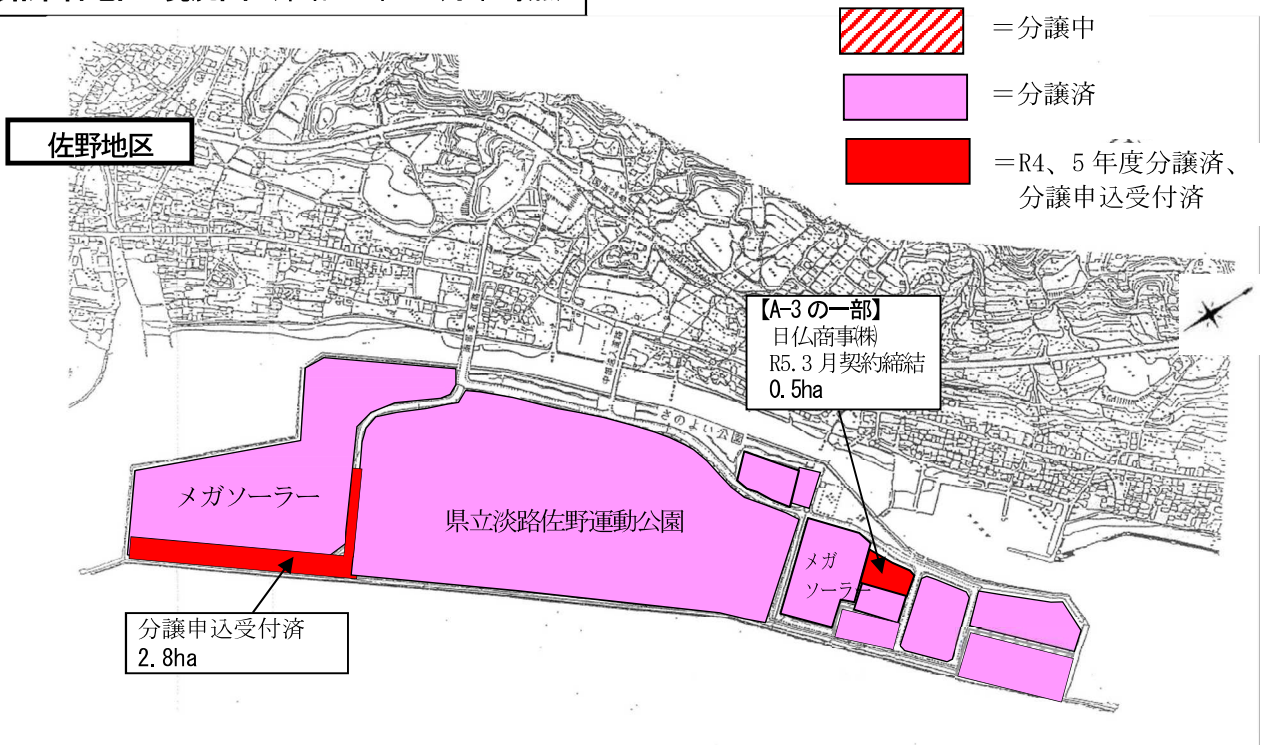 ＝分譲中
＝分譲済
＝R4、5年度分譲済、
分譲申込受付済
佐野地区
【A-3の一部】
日仏商事㈱
R5.3月契約締結
0.5ha
さのよい公園
メガソーラー
県立淡路佐野運動公園
メガ
ソーラー
分譲申込受付済
2.8ha